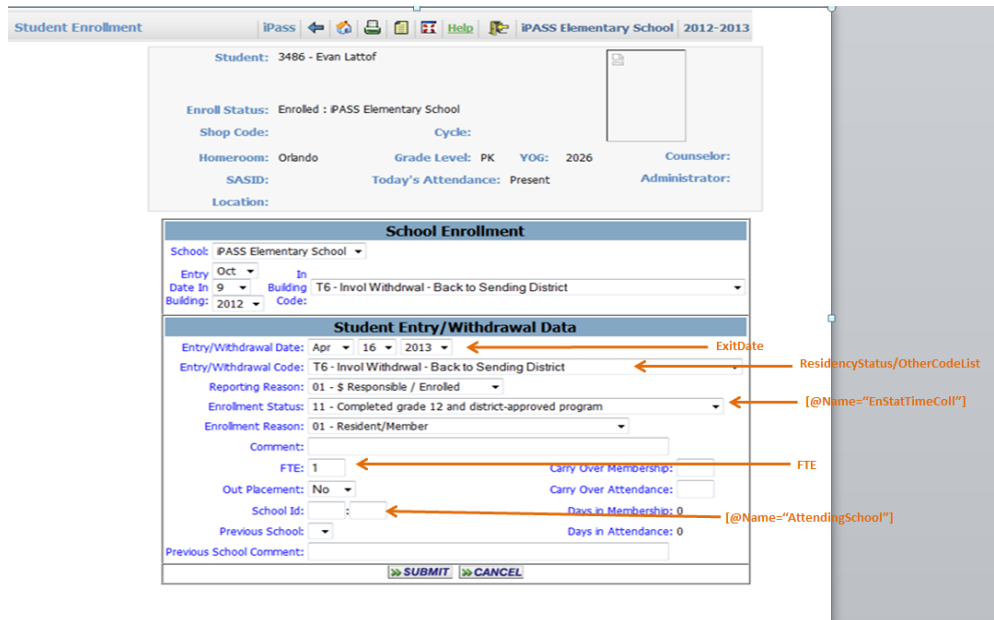 Student Enrollment iPass Help iPASS Elementary School 2012-2013
Student: 3486 - Evan Lattof
Enroll Status: Enrolled : iPASS Elementary School
Shop Code: Cycle:
Homeroom: Orlando Grade Level: PK YOG: 2026 Counselor:
SASID: Today's Attendance: Present Administrator:
Location:
School Enrollment
School: iPASS Elementary School
Entry Date In Building: Oct 9 2012 In Building Code: T6 - Invol Withdrwal - Back to Sending District
Student Entry/Withdrawal Data
Entry/Withdrawal Date: Apr 16 2013 ExitDate
Entry/Withdrawal Code: T6 - Invol Withdrwal - Back to Sending District ResidencyStatus/OtherCodeList
Reporting Reason: 01 - $ Responsible / Enrolled
Enrollment Status: 11 - Completed grade 12 and district-approved program [@Name="EnStatTimeColl"]
Enrollment Reason: 01 - Resident/Member
Comment:
FTE: 1 Carry Over Membership: FTE
Out Placement: No Carry Over Attendance:
School Id: : Days in Membership: 0 [@Name="AttendingSchool"]
Previous School: Days in Attendance: 0
Previous School Comment:
SUBMIT CANCEL